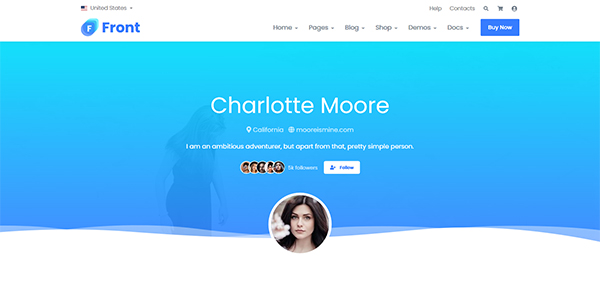 United States
Help Contacts
F Front
Home Pages Blog Shop Demos Docs Buy Now
Charlotte Moore
California mooreismine.com
I am an ambitious adventurer, but apart from that, pretty simple person.
5k followers Follow